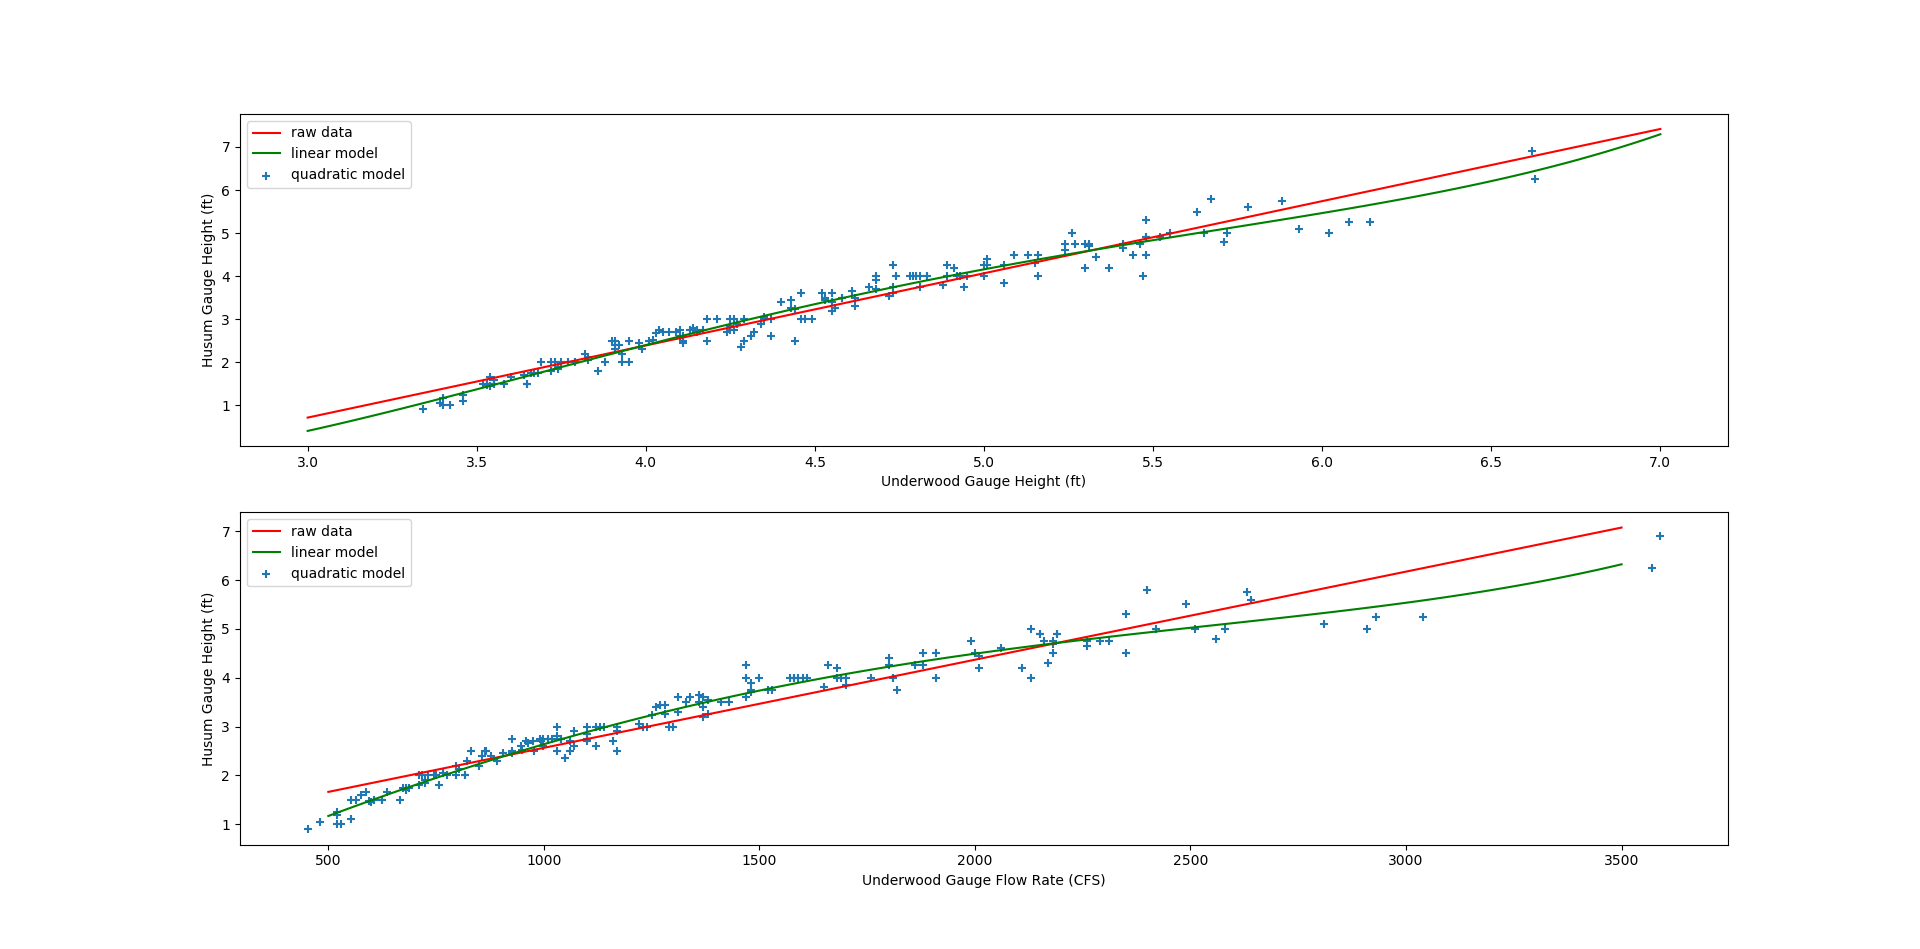 raw data
linear model
quadratic model
7
6
5
4
3
2
1
Husum Gauge Height (ft)
3.0 3.5 4.0 4.5 5.0 5.5 6.0 6.5 7.0
Underwood Gauge Height (ft)
raw data
linear model
quadratic model
7
6
5
4
3
2
1
Husum Gauge Height (ft)
500 1000 1500 2000 2500 3000 3500
Underwood Gauge Flow Rate (CFS)